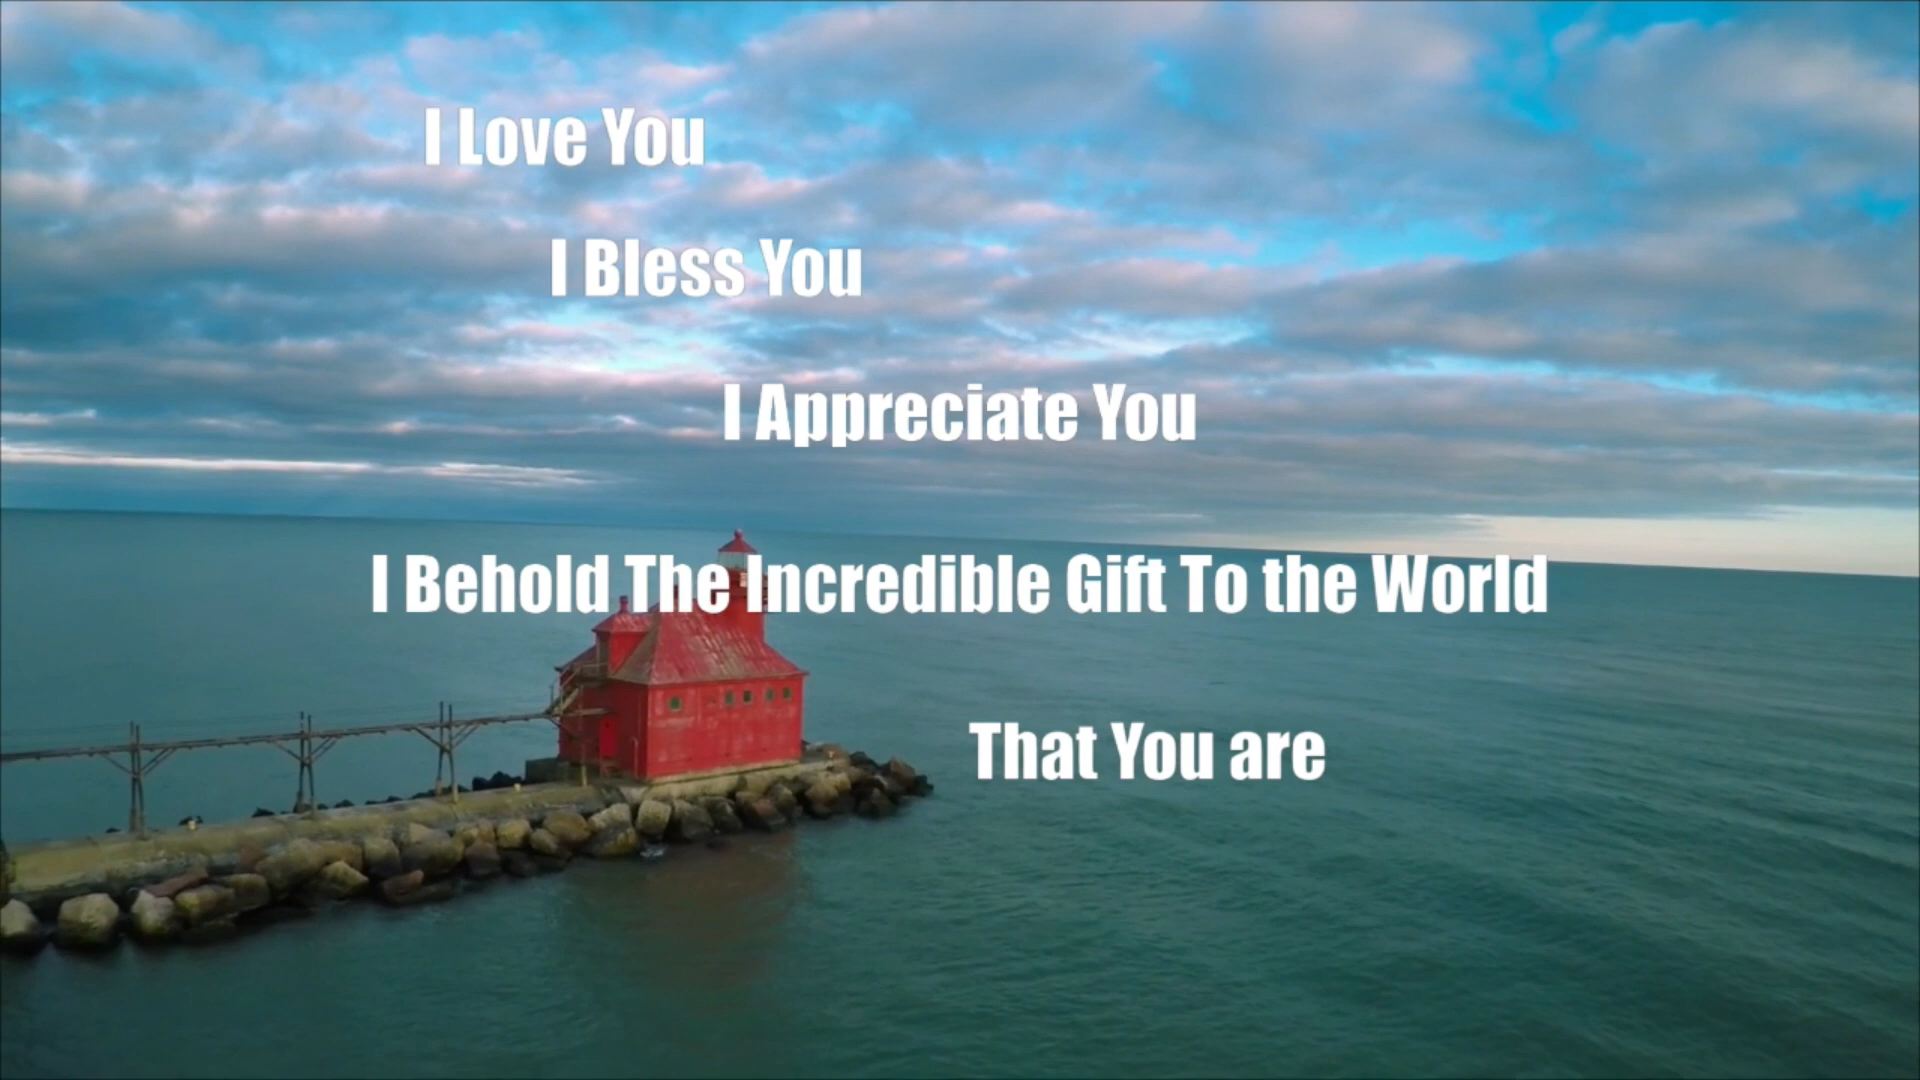 I Love You
I Bless You
I Appreciate You
I Behold The Incredible Gift To the World
That You are